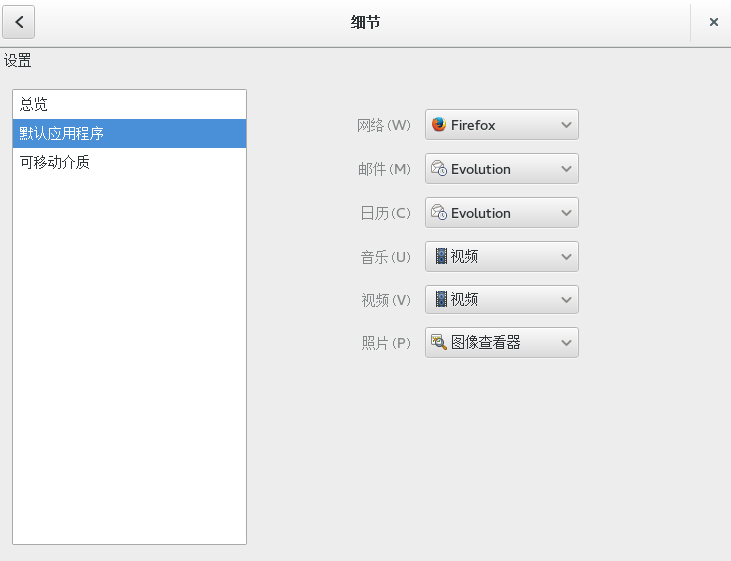 细节
设置
总览
默认应用程序
可移动介质
网络(W) Firefox
邮件(M) Evolution
日历(C) Evolution
音乐(U) 视频
视频(V) 视频
照片(P) 图像查看器